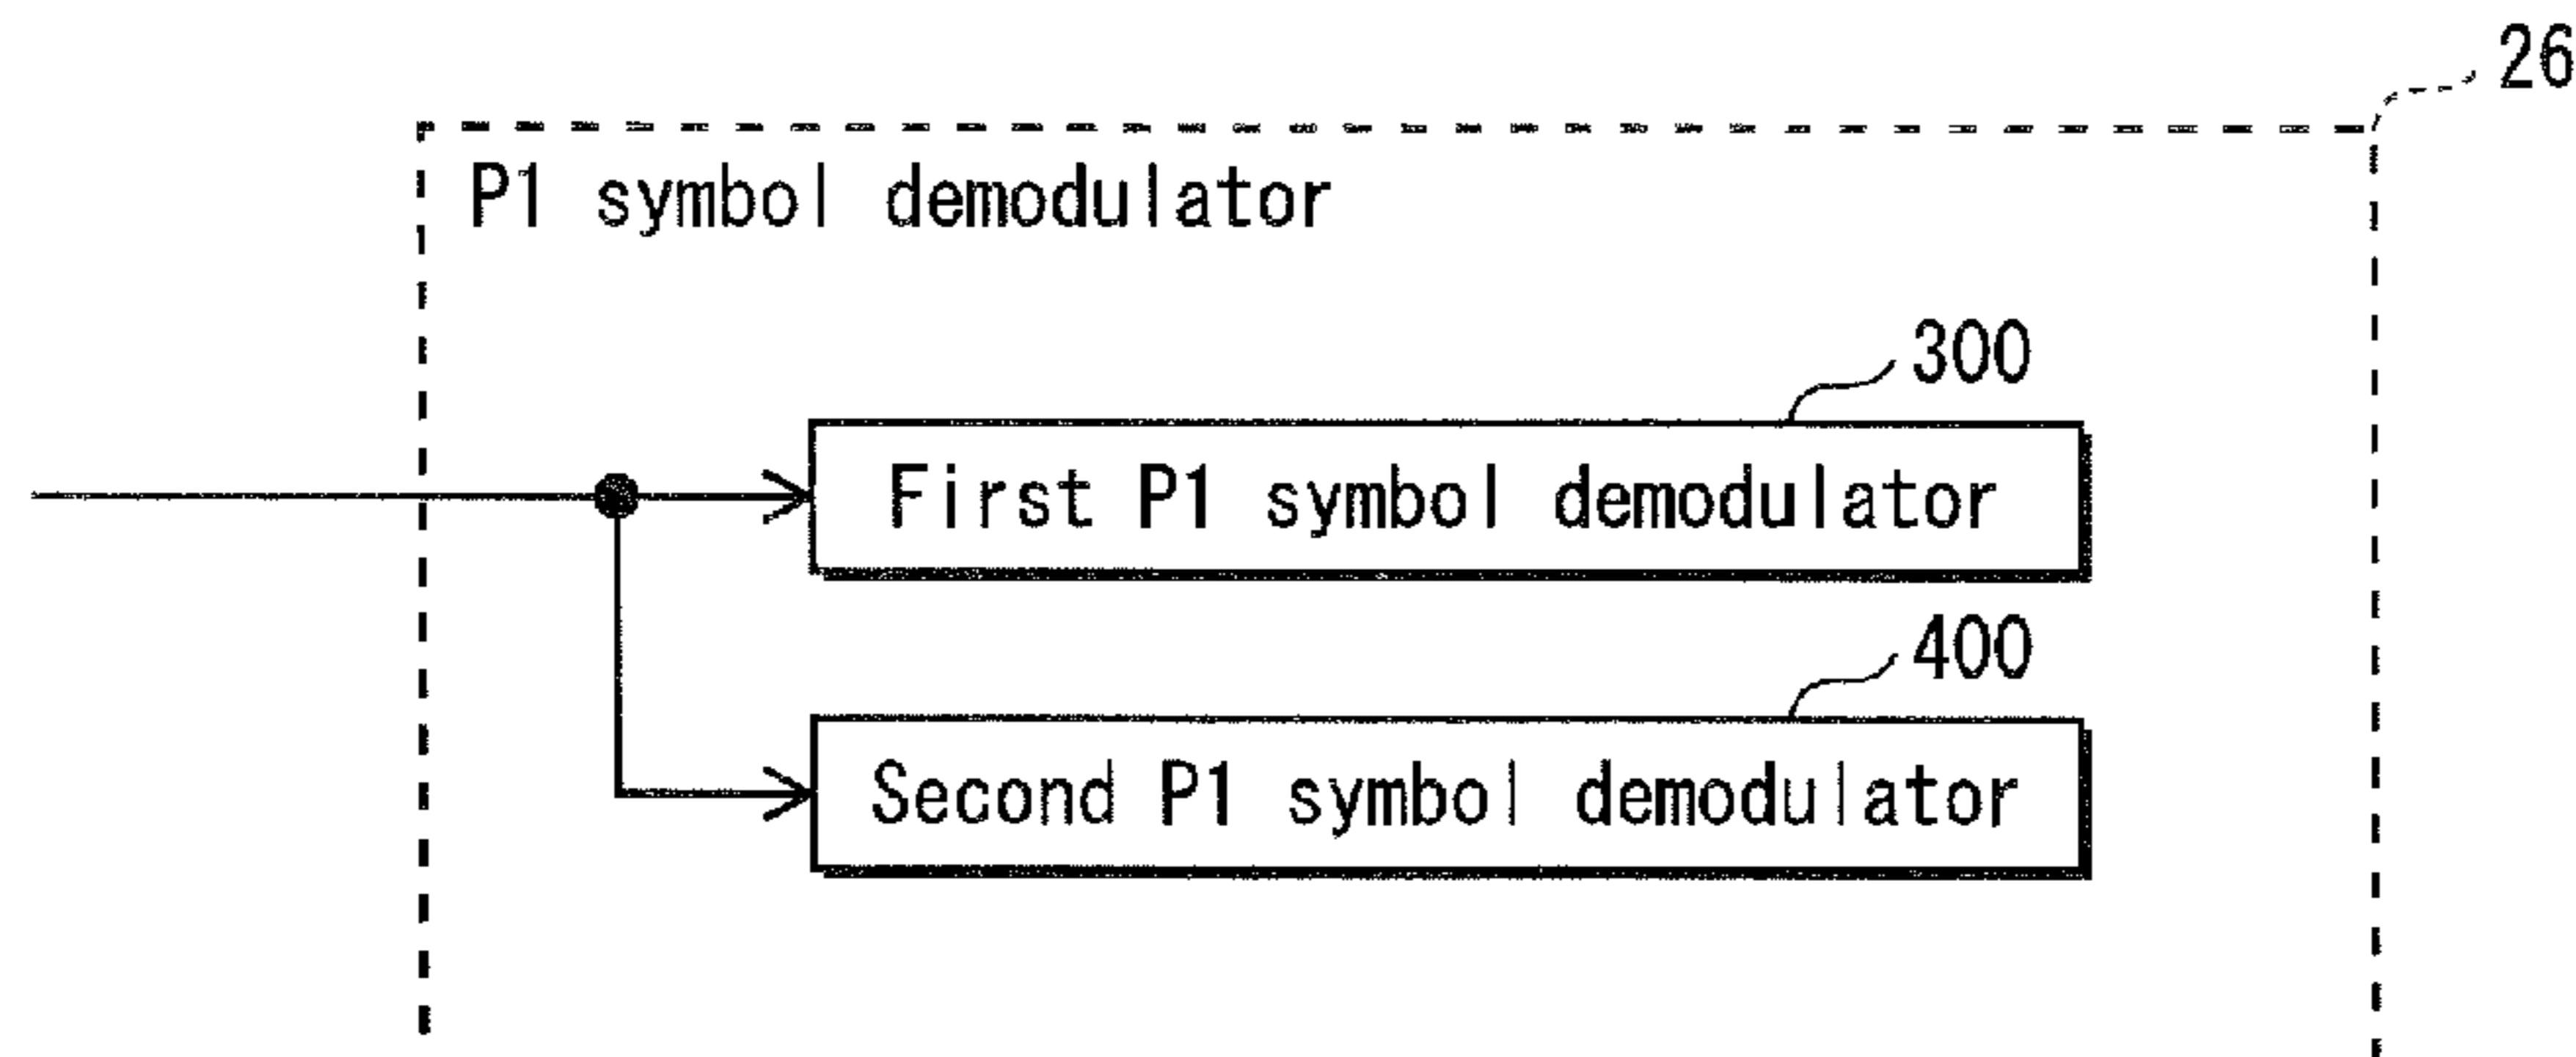 26
P1 symbol demodulator
300
First P1 symbol demodulator
400
Second P1 symbol demodulator